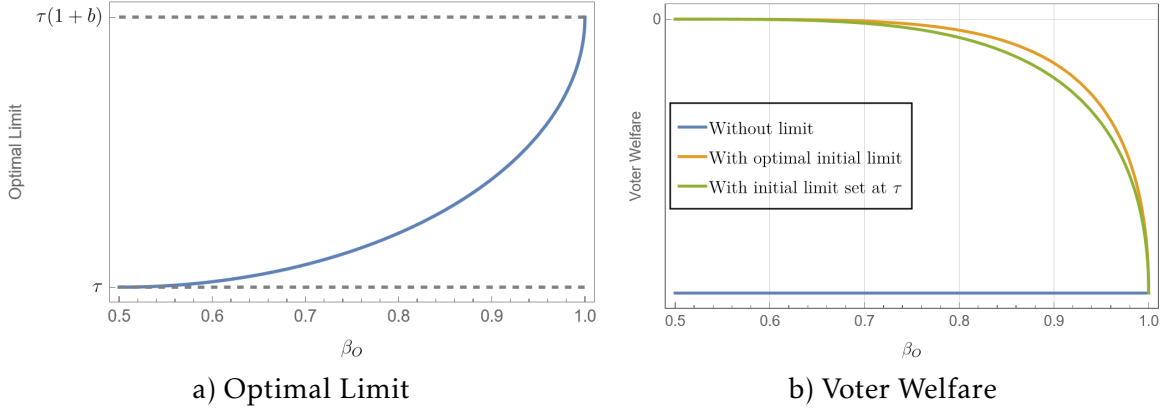 τ(1 + b)
Optimal Limit
τ
0.5 0.6 0.7 0.8 0.9 1.0
βO
a) Optimal Limit
0
Voter Welfare
Without limit
With optimal initial limit
With initial limit set at τ
0.5 0.6 0.7 0.8 0.9 1.0
βO
b) Voter Welfare